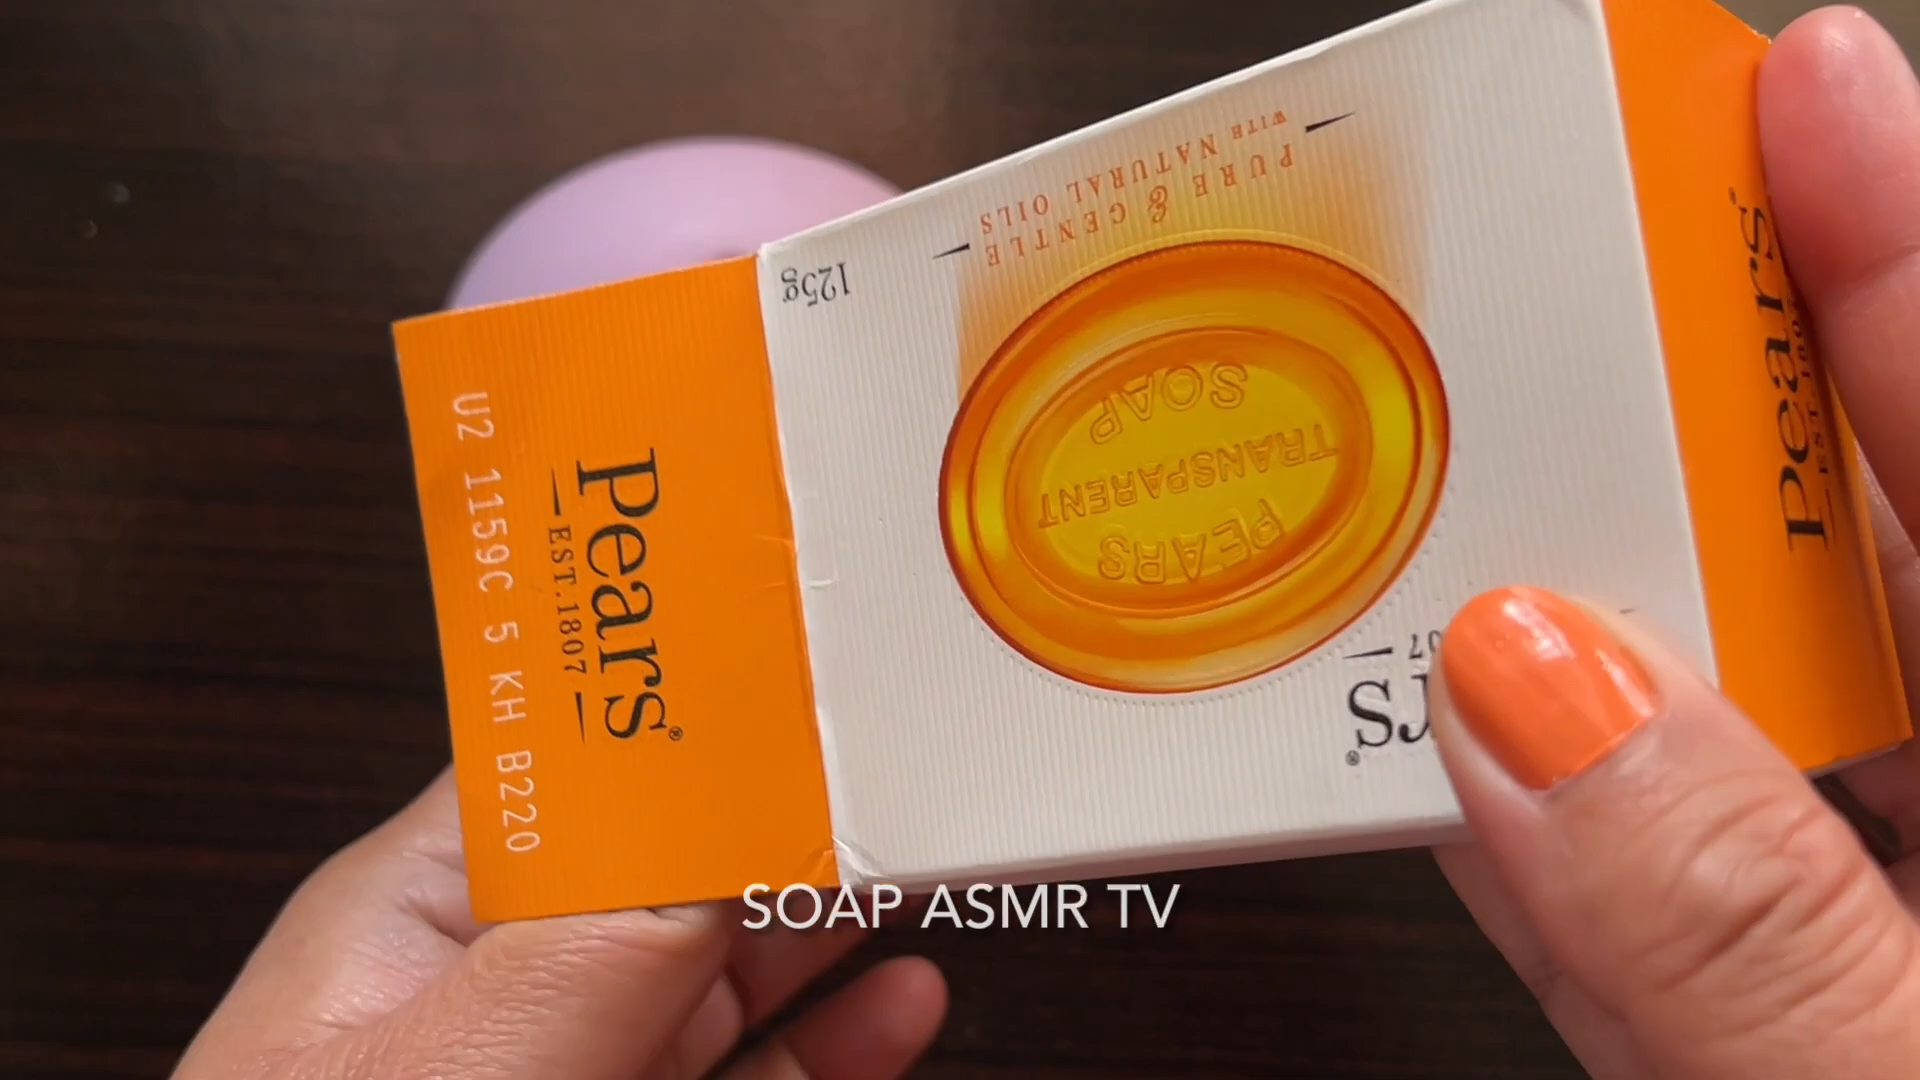 Pears®
EST.1807
U2 1159C 5 KH B220
125g
PURE & GENTLE
WITH NATURAL OILS
PEARS
TRANSPARENT
SOAP
Pears®
EST.1807
SOAP ASMR TV